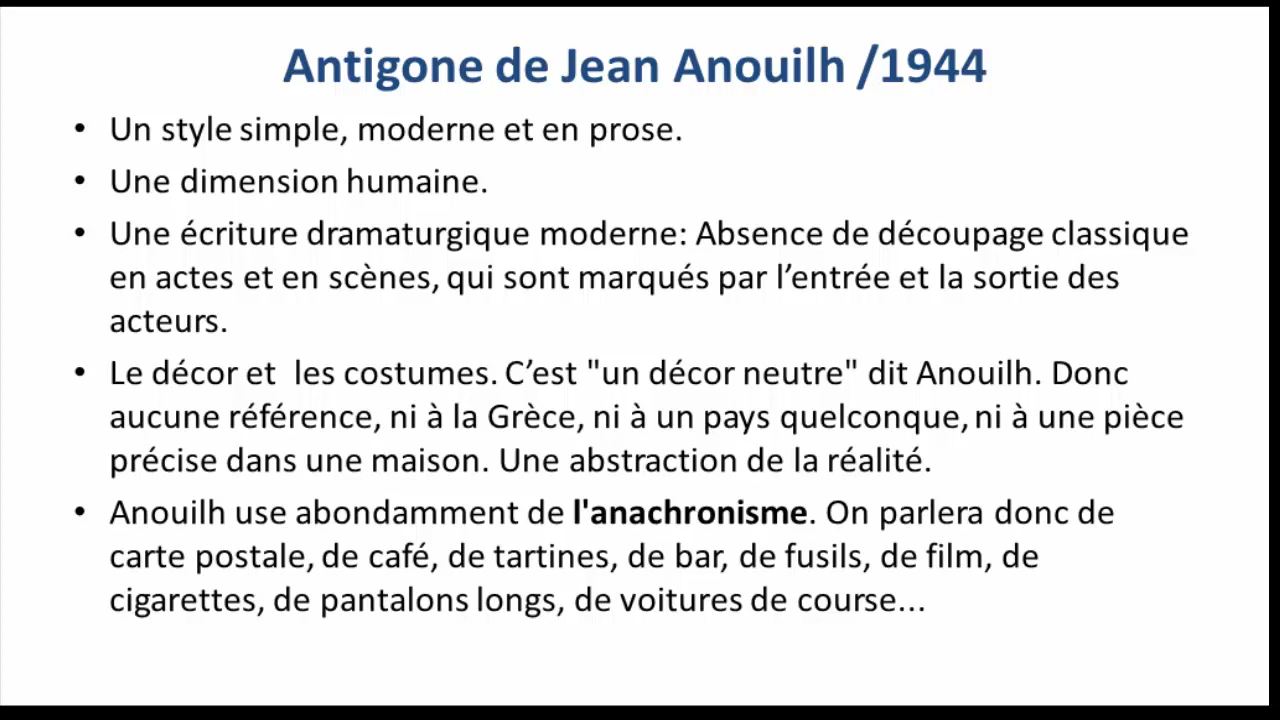 Antigone de Jean Anouilh /1944
• Un style simple, moderne et en prose.
• Une dimension humaine.
• Une écriture dramaturgique moderne: Absence de découpage classique
en actes et en scènes, qui sont marqués par l’entrée et la sortie des
acteurs.
• Le décor et  les costumes. C’est "un décor neutre" dit Anouilh. Donc
aucune référence, ni à la Grèce, ni à un pays quelconque, ni à une pièce
précise dans une maison. Une abstraction de la réalité.
• Anouilh use abondamment de l'anachronisme. On parlera donc de
carte postale, de café, de tartines, de bar, de fusils, de film, de
cigarettes, de pantalons longs, de voitures de course...